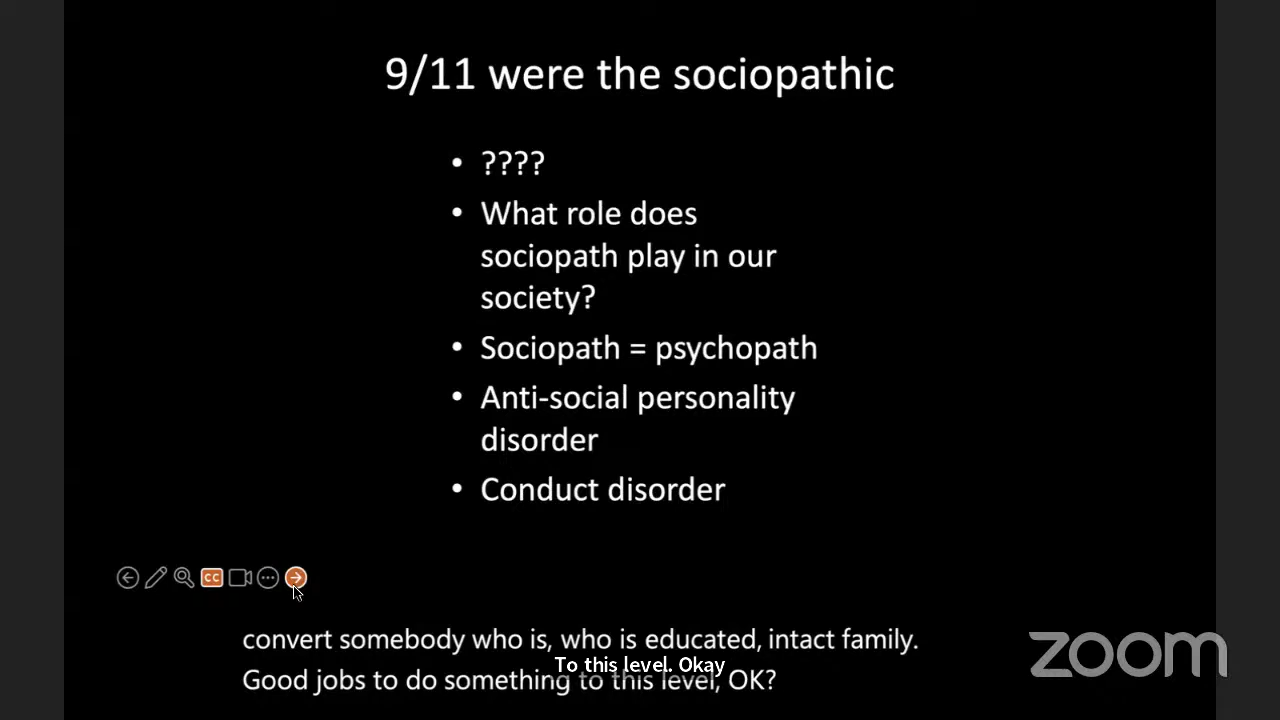 9/11 were the sociopathic
• ????
• What role does
sociopath play in our
society?
• Sociopath = psychopath
• Anti-social personality
disorder
• Conduct disorder
CC
convert somebody who is, who is educated, intact family.
To this level. Okay
Good jobs to do something to this level, OK?
zoom